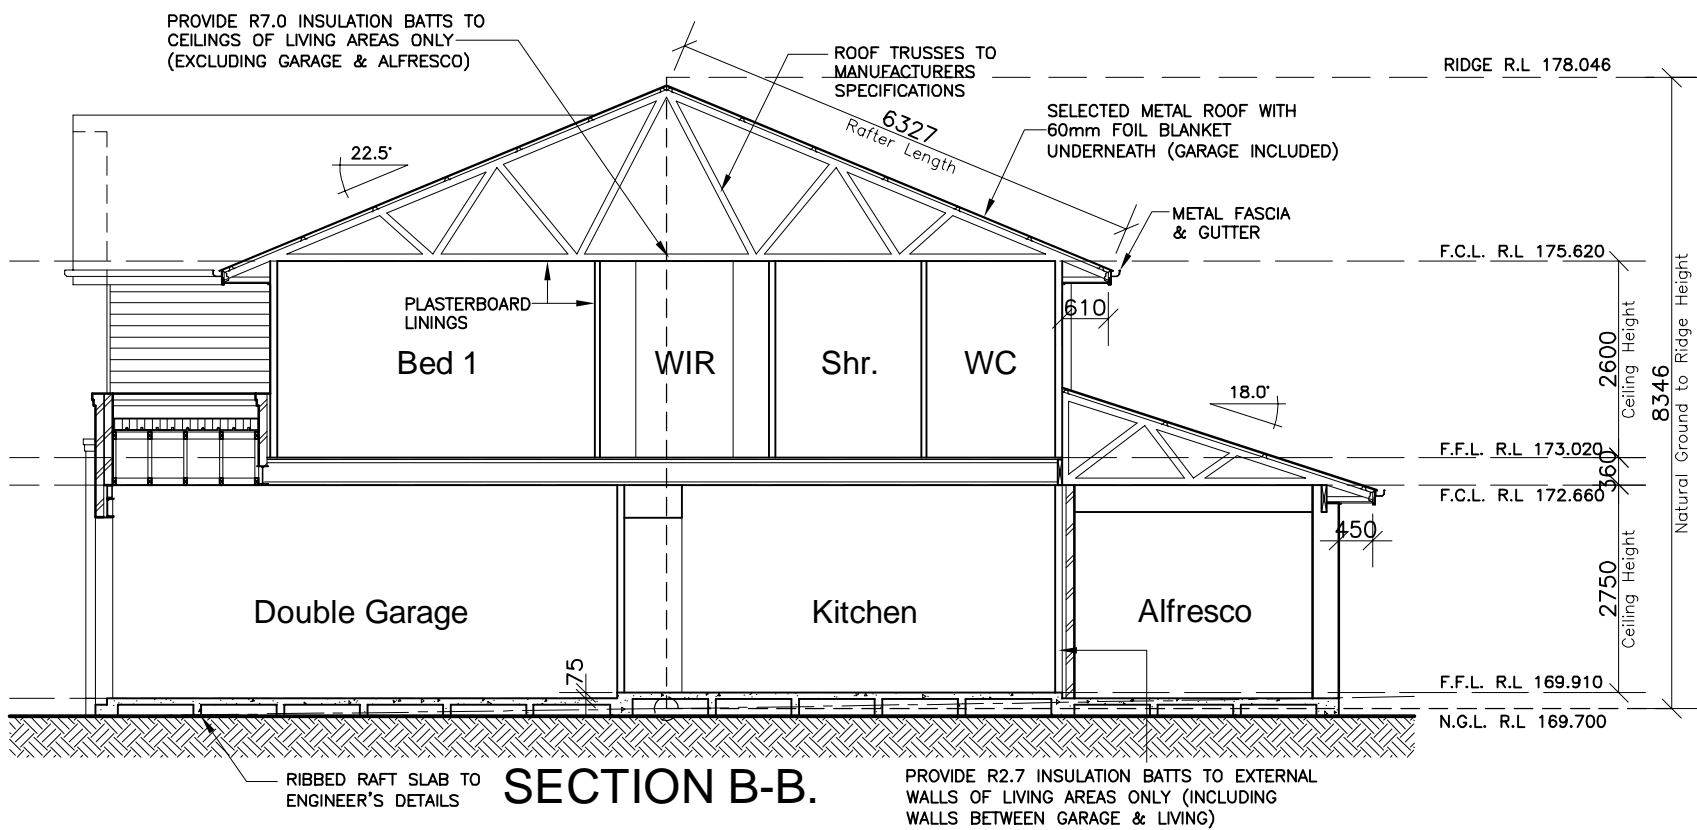 PROVIDE R7.0 INSULATION BATTS TO
CEILINGS OF LIVING AREAS ONLY
(EXCLUDING GARAGE & ALFRESCO)
ROOF TRUSSES TO
MANUFACTURERS
SPECIFICATIONS
RIDGE R.L 178.046
6327
Rafter Length
SELECTED METAL ROOF WITH
60mm FOIL BLANKET
UNDERNEATH (GARAGE INCLUDED)
22.5°
METAL FASCIA
& GUTTER
F.C.L. R.L 175.620
PLASTERBOARD
LININGS
610
Bed 1
WIR
Shr.
WC
2600
Ceiling Height
8346
Natural Ground to Ridge Height
18.0°
F.F.L. R.L 173.020
360
F.C.L. R.L 172.660
450
2750
Ceiling Height
Double Garage
Kitchen
Alfresco
75
F.F.L. R.L 169.910
N.G.L. R.L 169.700
RIBBED RAFT SLAB TO
ENGINEER'S DETAILS
SECTION B-B.
PROVIDE R2.7 INSULATION BATTS TO EXTERNAL
WALLS OF LIVING AREAS ONLY (INCLUDING
WALLS BETWEEN GARAGE & LIVING)